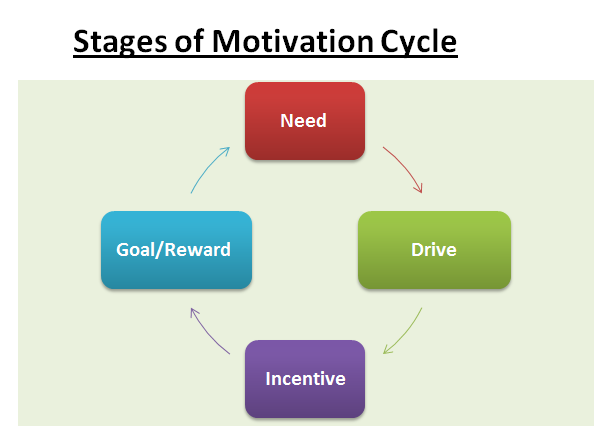 Stages of Motivation Cycle
Need
Drive
Incentive
Goal/Reward